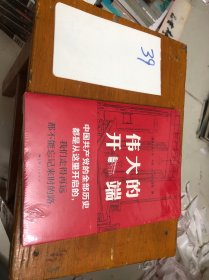 39
伟大的
开端
中国共产党的全部历史
都是从这里开启的，
我们走得再远
都不能忘记来时的路